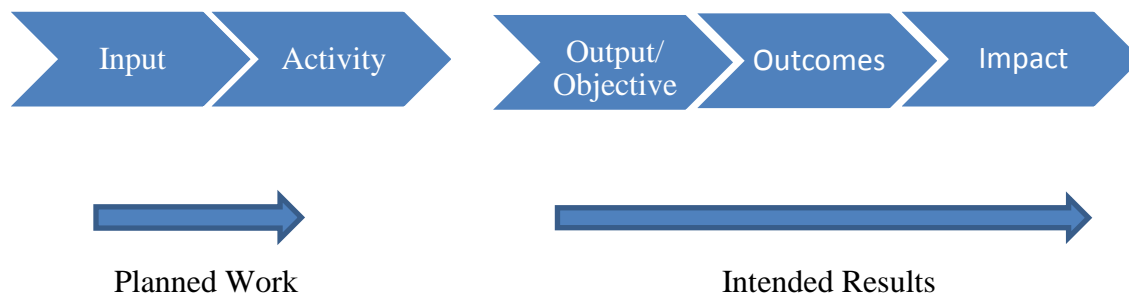 Input
Activity
Output/
Objective
Outcomes
Impact
Planned Work
Intended Results